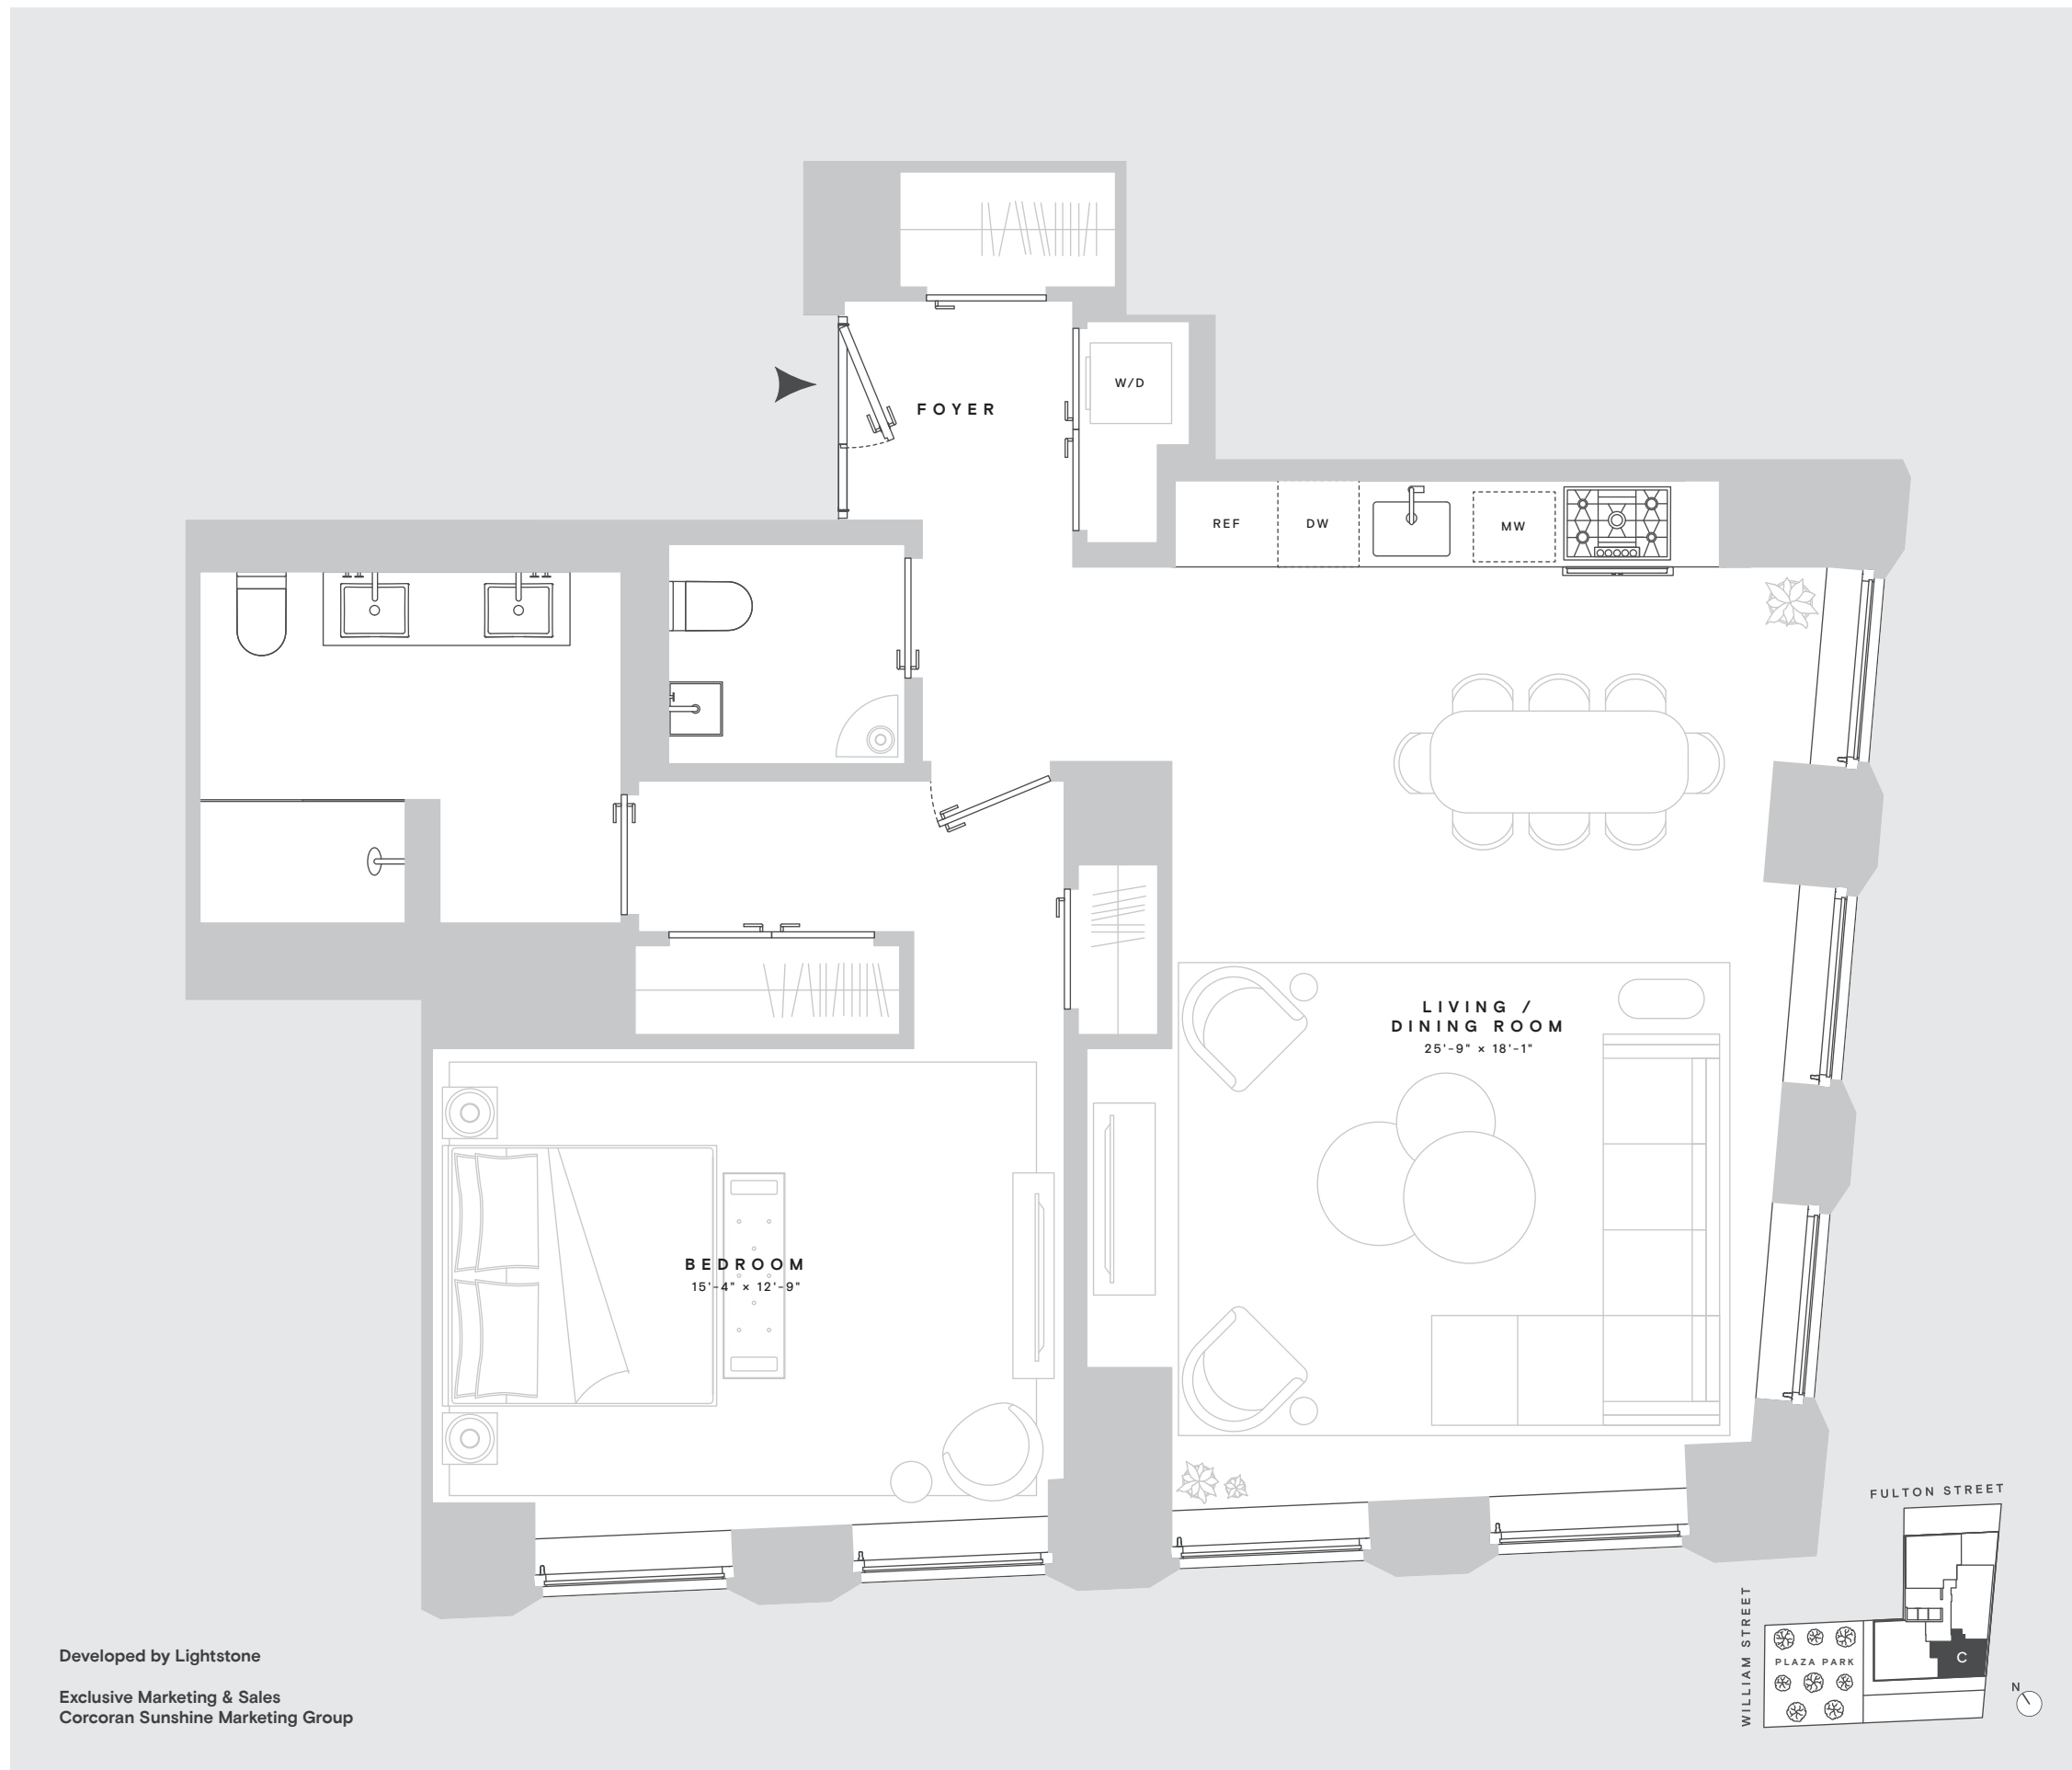 FOYER
W/D
REF
DW
MW
LIVING /
DINING ROOM
25'-9" × 18'-1"
BEDROOM
15'-4" × 12'-9"
Developed by Lightstone
Exclusive Marketing & Sales
Corcoran Sunshine Marketing Group
FULTON STREET
WILLIAM STREET
PLAZA PARK
C
N